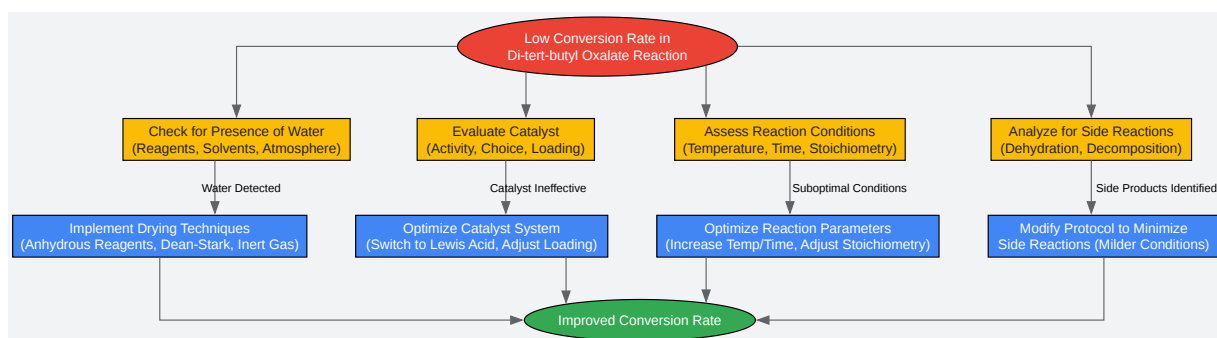 Low Conversion Rate in
Di-tert-butyl Oxalate Reaction
Check for Presence of Water
(Reagents, Solvents, Atmosphere)
Evaluate Catalyst
(Activity, Choice, Loading)
Assess Reaction Conditions
(Temperature, Time, Stoichiometry)
Analyze for Side Reactions
(Dehydration, Decomposition)
Water Detected
Catalyst Ineffective
Suboptimal Conditions
Side Products Identified
Implement Drying Techniques
(Anhydrous Reagents, Dean-Stark, Inert Gas)
Optimize Catalyst System
(Switch to Lewis Acid, Adjust Loading)
Optimize Reaction Parameters
(Increase Temp/Time, Adjust Stoichiometry)
Modify Protocol to Minimize
Side Reactions (Milder Conditions)
Improved Conversion Rate